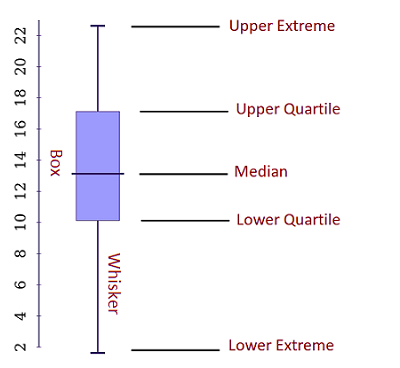 22
20
18
16
14
12
10
8
6
4
2
Box
Whisker
Upper Extreme
Upper Quartile
Median
Lower Quartile
Lower Extreme